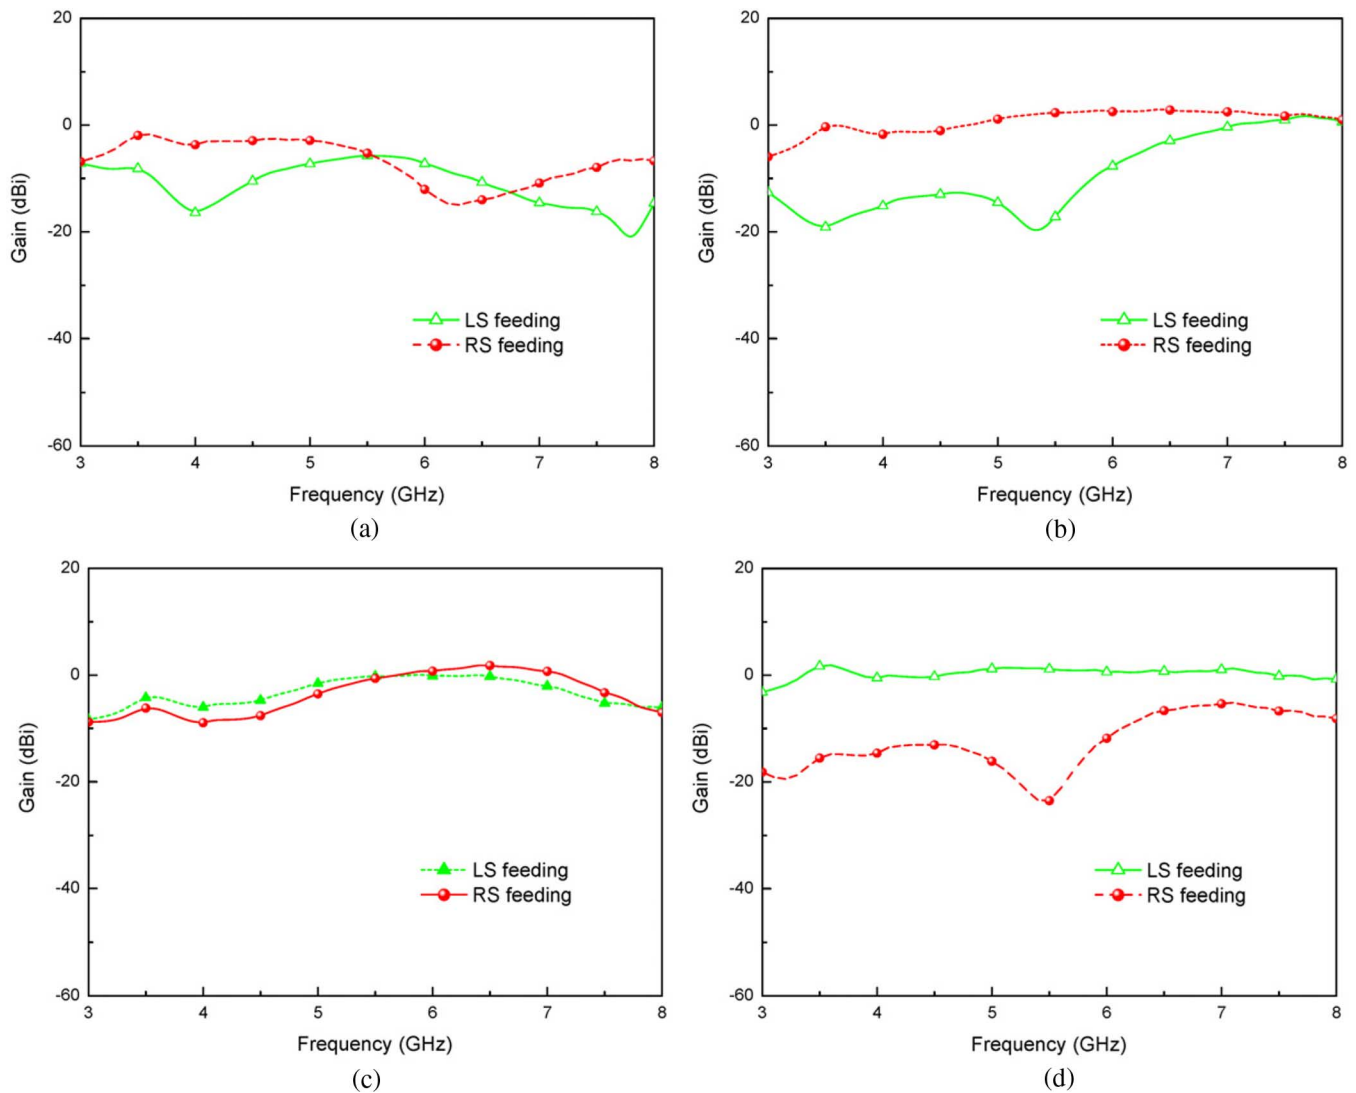 20
0
-20
-40
-60
Gain (dBi)
LS feeding
RS feeding
3 4 5 6 7 8
Frequency (GHz)
(a)
20
0
-20
-40
-60
Gain (dBi)
LS feeding
RS feeding
3 4 5 6 7 8
Frequency (GHz)
(b)
20
0
-20
-40
-60
Gain (dBi)
LS feeding
RS feeding
3 4 5 6 7 8
Frequency (GHz)
(c)
20
0
-20
-40
-60
Gain (dBi)
LS feeding
RS feeding
3 4 5 6 7 8
Frequency (GHz)
(d)